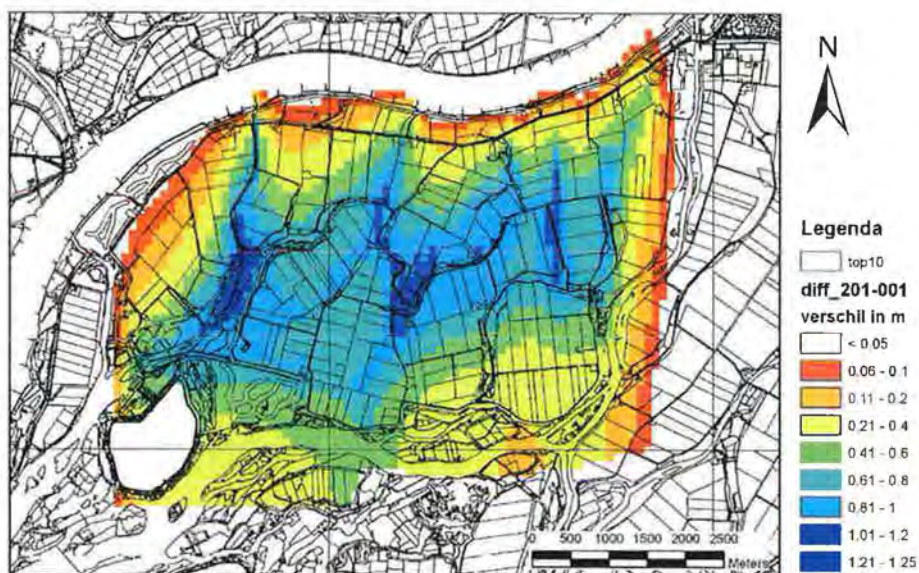 N
Legenda
top10
diff_201-001
verschil in m
< 0.05
0.06 - 0.1
0.11 - 0.2
0.21 - 0.4
0.41 - 0.6
0.61 - 0.8
0.81 - 1
1.01 - 1.2
1.21 - 1.25
0 500 1000 1500 2000 2500
Meters